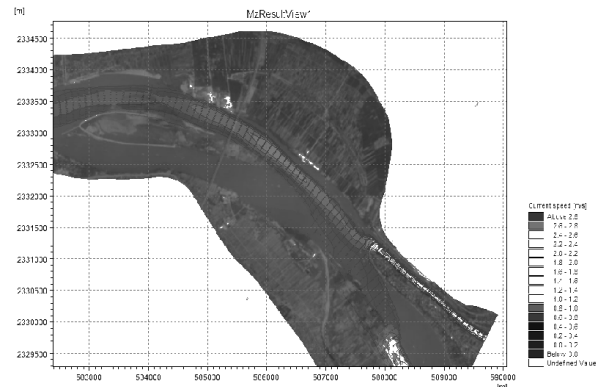 [m]
2334500
2334000
2333500
2333000
2332500
2332000
2331500
2331000
2330500
2330000
2329500
503000
504000
505000
506000
507000
508000
509000
Current speed [m/s]
Above 2.8
2.6 - 2.8
2.4 - 2.6
2.2 - 2.4
2.0 - 2.2
1.8 - 2.0
1.6 - 1.8
1.4 - 1.6
1.2 - 1.4
1.0 - 1.2
0.8 - 1.0
0.6 - 0.8
0.4 - 0.6
0.2 - 0.4
0.0 - 0.2
Below 0.0
Undefined Value